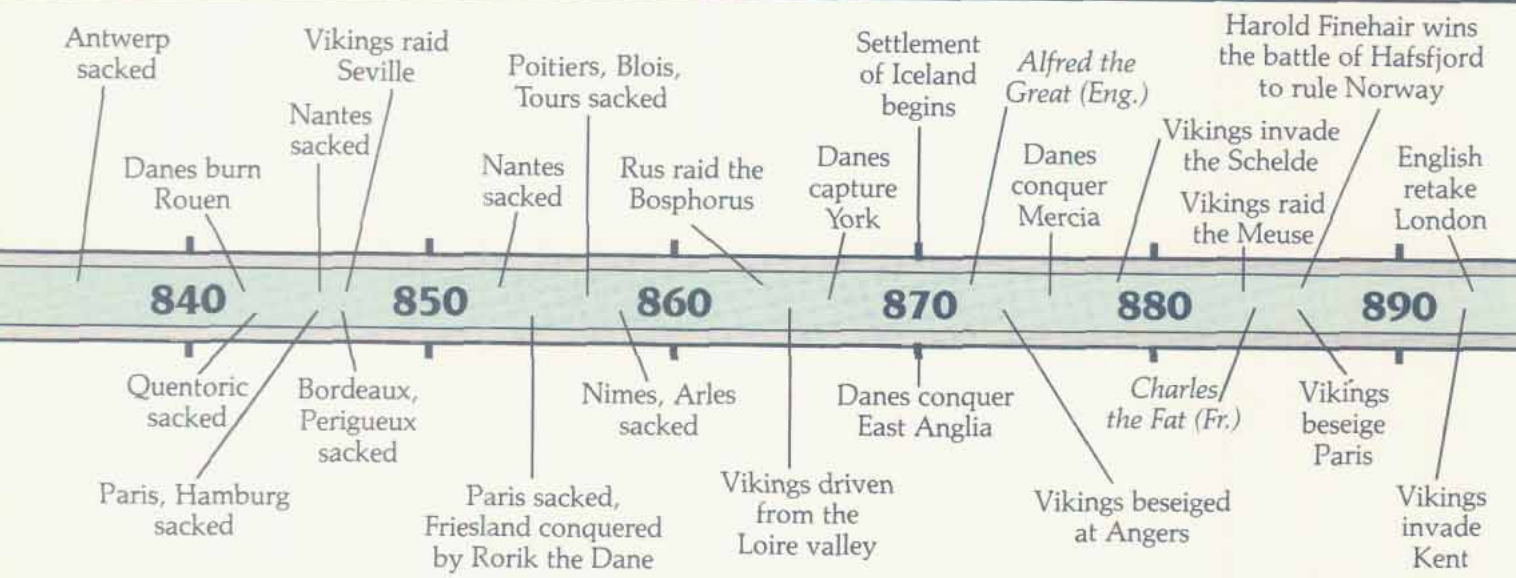 Antwerp
sacked
Danes burn
Rouen
Nantes
sacked
Vikings raid
Seville
Nantes
sacked
Poitiers, Blois,
Tours sacked
Rus raid the
Bosphorus
Danes
capture
York
Settlement
of Iceland
begins
Alfred the
Great (Eng.)
Danes
conquer
Mercia
Vikings invade
the Schelde
Vikings raid
the Meuse
Harold Finehair wins
the battle of Hafsfjord
to rule Norway
English
retake
London
840 850 860 870 880 890
Quentoric
sacked
Paris, Hamburg
sacked
Bordeaux,
Perigueux
sacked
Paris sacked,
Friesland conquered
by Rorik the Dane
Nimes, Arles
sacked
Vikings driven
from the
Loire valley
Danes conquer
East Anglia
Vikings beseiged
at Angers
Charles
the Fat (Fr.)
Vikings
beseige
Paris
Vikings
invade
Kent